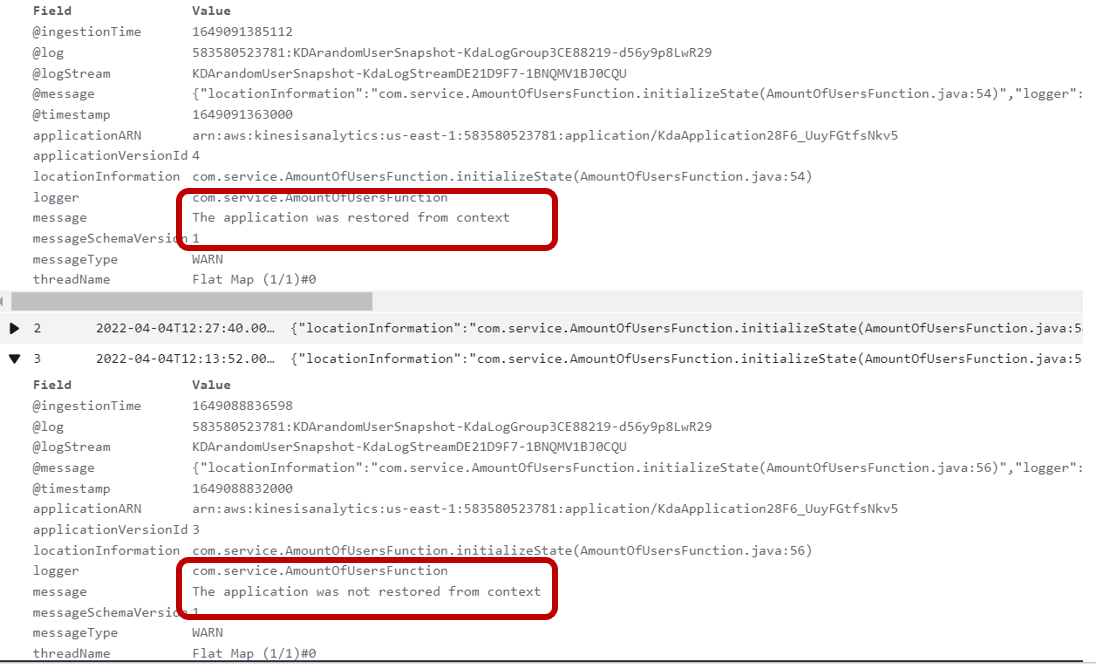 Field Value
@ingestionTime 1649091385112
@log 583580523781:KDArandomUserSnapshot-KdaLogGroup3CE88219-d56y9p8LwR29
@logStream KDArandomUserSnapshot-KdaLogStreamDE21D9F7-1BNQMV1BJ0CQU
@message {"locationInformation":"com.service.AmountOfUsersFunction.initializeState(AmountOfUsersFunction.java:54)","logger":
@timestamp 1649091363000
applicationARN arn:aws:kinesisanalytics:us-east-1:583580523781:application/KdaApplication28F6_UuyFGtfsNkv5
applicationVersionId 4
locationInformation com.service.AmountOfUsersFunction.initializeState(AmountOfUsersFunction.java:54)
logger com.service.AmountOfUsersFunction
message The application was restored from context
messageSchemaVersion 1
messageType WARN
threadName Flat Map (1/1)#0
2 2022-04-04T12:27:40.00… {"locationInformation":"com.service.AmountOfUsersFunction.initializeState(AmountOfUsersFunction.java:5
3 2022-04-04T12:13:52.00… {"locationInformation":"com.service.AmountOfUsersFunction.initializeState(AmountOfUsersFunction.java:5
Field Value
@ingestionTime 1649088836598
@log 583580523781:KDArandomUserSnapshot-KdaLogGroup3CE88219-d56y9p8LwR29
@logStream KDArandomUserSnapshot-KdaLogStreamDE21D9F7-1BNQMV1BJ0CQU
@message {"locationInformation":"com.service.AmountOfUsersFunction.initializeState(AmountOfUsersFunction.java:56)","logger":
@timestamp 1649088832000
applicationARN arn:aws:kinesisanalytics:us-east-1:583580523781:application/KdaApplication28F6_UuyFGtfsNkv5
applicationVersionId 3
locationInformation com.service.AmountOfUsersFunction.initializeState(AmountOfUsersFunction.java:56)
logger com.service.AmountOfUsersFunction
message The application was not restored from context
messageSchemaVersion 1
messageType WARN
threadName Flat Map (1/1)#0